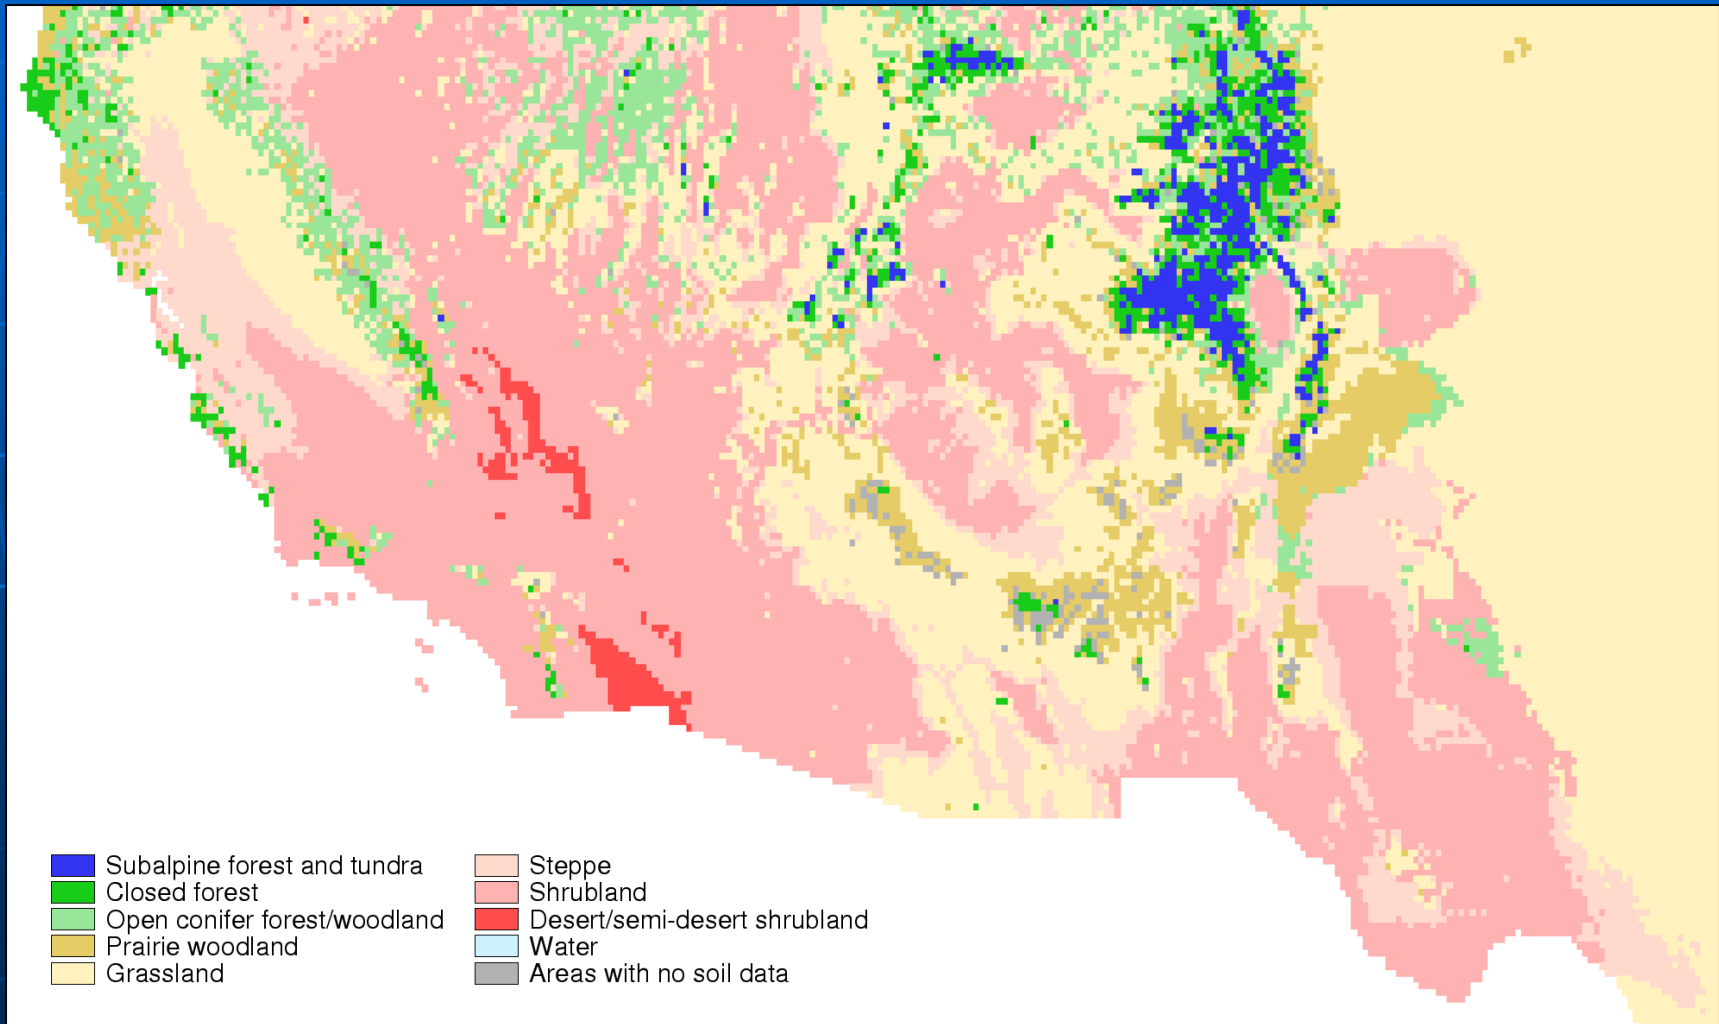 Subalpine forest and tundra
Closed forest
Open conifer forest/woodland
Prairie woodland
Grassland
Steppe
Shrubland
Desert/semi-desert shrubland
Water
Areas with no soil data